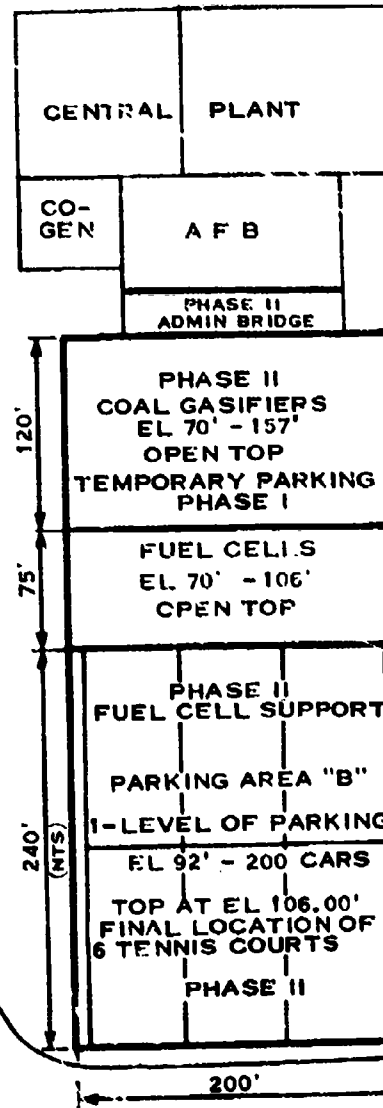 CENTRAL PLANT
CO-
GEN
A F B
PHASE II
ADMIN BRIDGE
120'
PHASE II
COAL GASIFIERS
EL 70' - 157'
OPEN TOP
TEMPORARY PARKING
PHASE I
75'
FUEL CELLS
EL 70' - 106'
OPEN TOP
240'
(NTS)
PHASE II
FUEL CELL SUPPORT
PARKING AREA "B"
1-LEVEL OF PARKING
EL 92' - 200 CARS
TOP AT EL 106.00'
FINAL LOCATION OF
6 TENNIS COURTS
PHASE II
200'